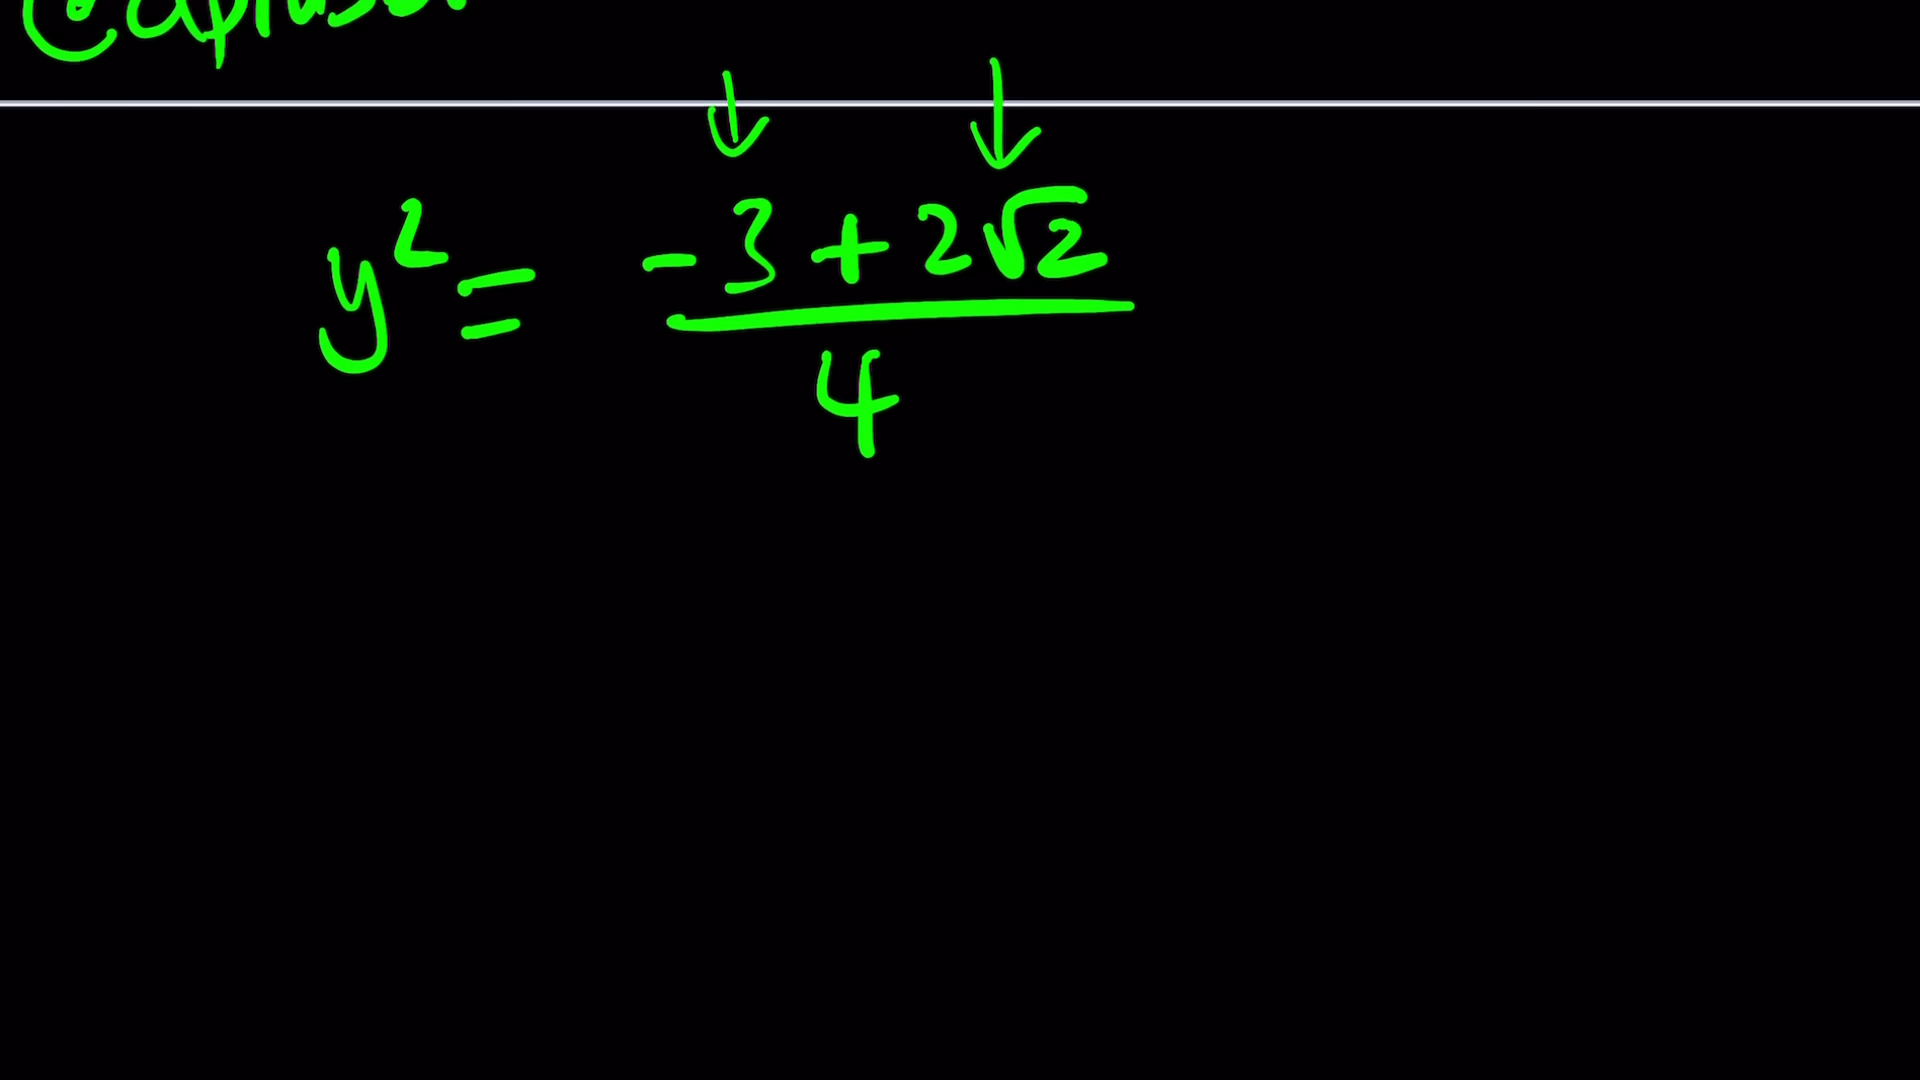 y² = (-3 + 2√2)/4